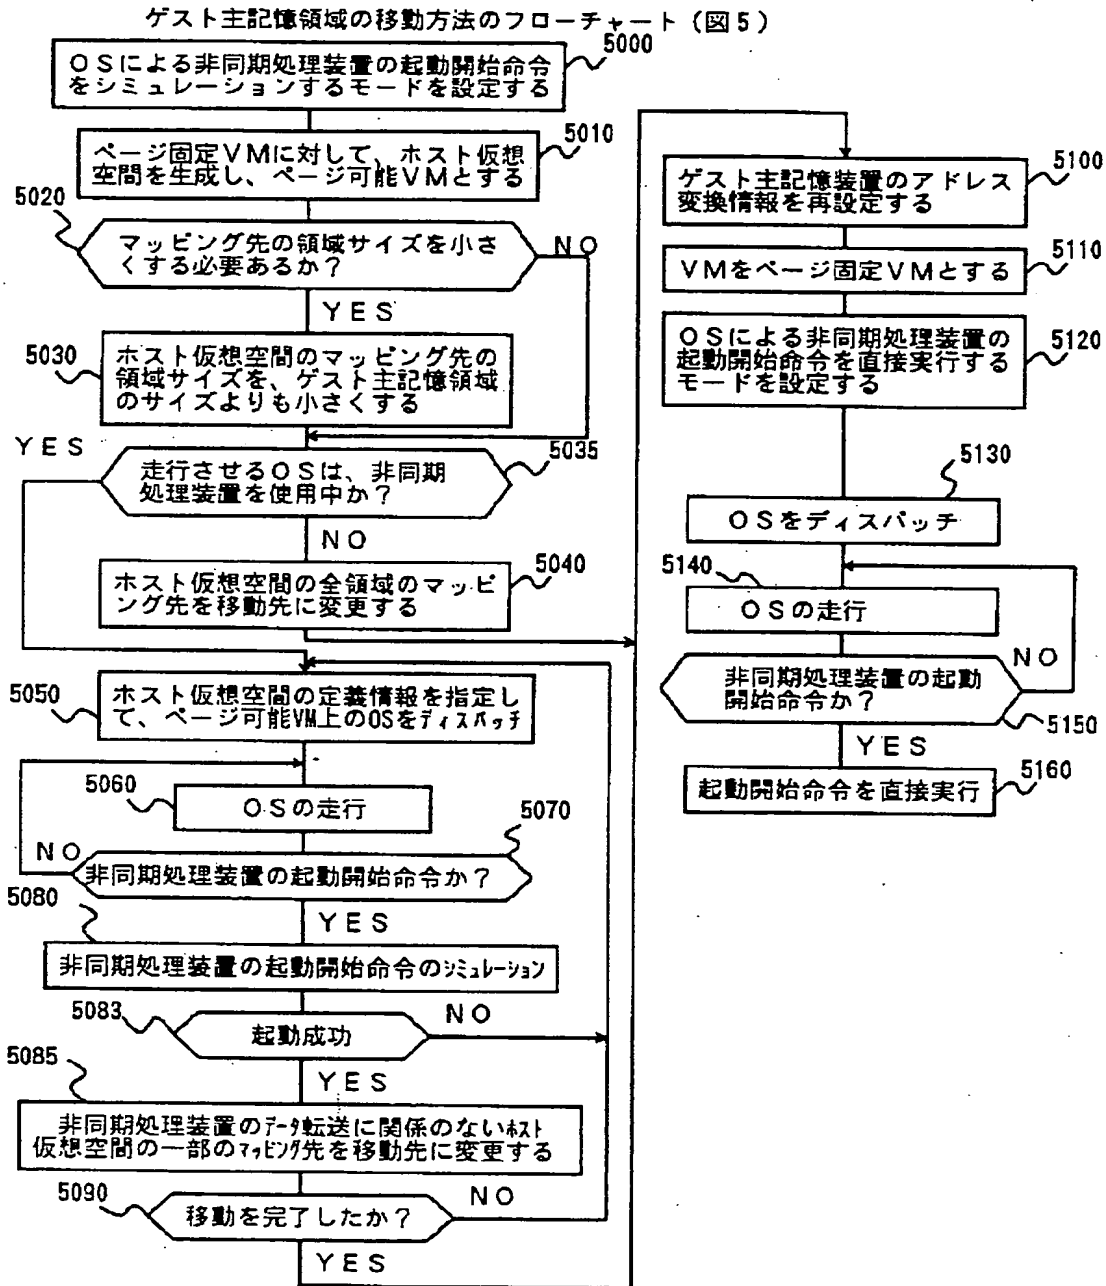 ゲスト主記憶領域の移動方法のフローチャート（図5）
5000
OSによる非同期処理装置の起動開始命令
をシミュレーションするモードを設定する
5010
ページ固定VMに対して、ホスト仮想
空間を生成し、ページ可能VMとする
5020
マッピング先の領域サイズを小さ
くする必要あるか？
NO
YES
5030
ホスト仮想空間のマッピング先の
領域サイズを、ゲスト主記憶領域
のサイズよりも小さくする
YES
5035
走行させるOSは、非同期
処理装置を使用中か？
NO
5040
ホスト仮想空間の全領域のマッピ
ング先を移動先に変更する
5050
ホスト仮想空間の定義情報を指定し
て、ページ可能VM上のOSをディスパッチ
5060
OSの走行
5070
NO
非同期処理装置の起動開始命令か？
5080
YES
非同期処理装置の起動開始命令のシミュレーション
5083
起動成功
NO
5085
YES
非同期処理装置のデータ転送に関係のないホスト
仮想空間の一部のマッピング先を移動先に変更する
5090
移動を完了したか？
NO
YES
5100
ゲスト主記憶装置のアドレス
変換情報を再設定する
5110
VMをページ固定VMとする
5120
OSによる非同期処理装置の
起動開始命令を直接実行する
モードを設定する
5130
OSをディスパッチ
5140
OSの走行
NO
非同期処理装置の起動
開始命令か？
5150
YES
5160
起動開始命令を直接実行